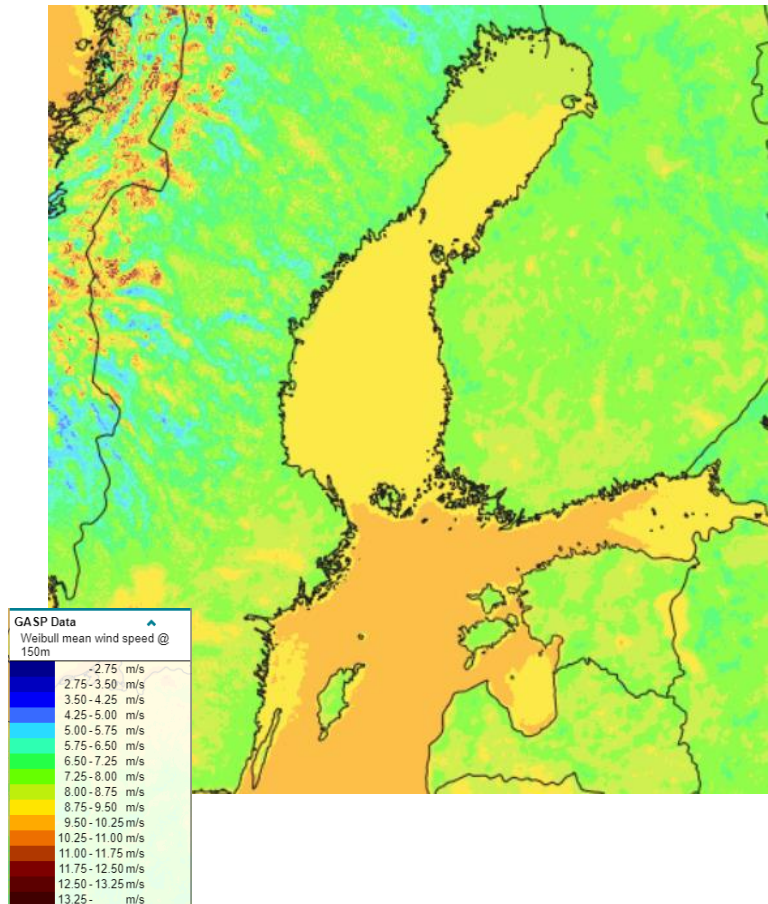 GASP Data
Weibull mean wind speed @
150m
-2.75 m/s
2.75-3.50 m/s
3.50-4.25 m/s
4.25-5.00 m/s
5.00-5.75 m/s
5.75-6.50 m/s
6.50-7.25 m/s
7.25-8.00 m/s
8.00-8.75 m/s
8.75-9.50 m/s
9.50-10.25 m/s
10.25-11.00 m/s
11.00-11.75 m/s
11.75-12.50 m/s
12.50-13.25 m/s
13.25- m/s